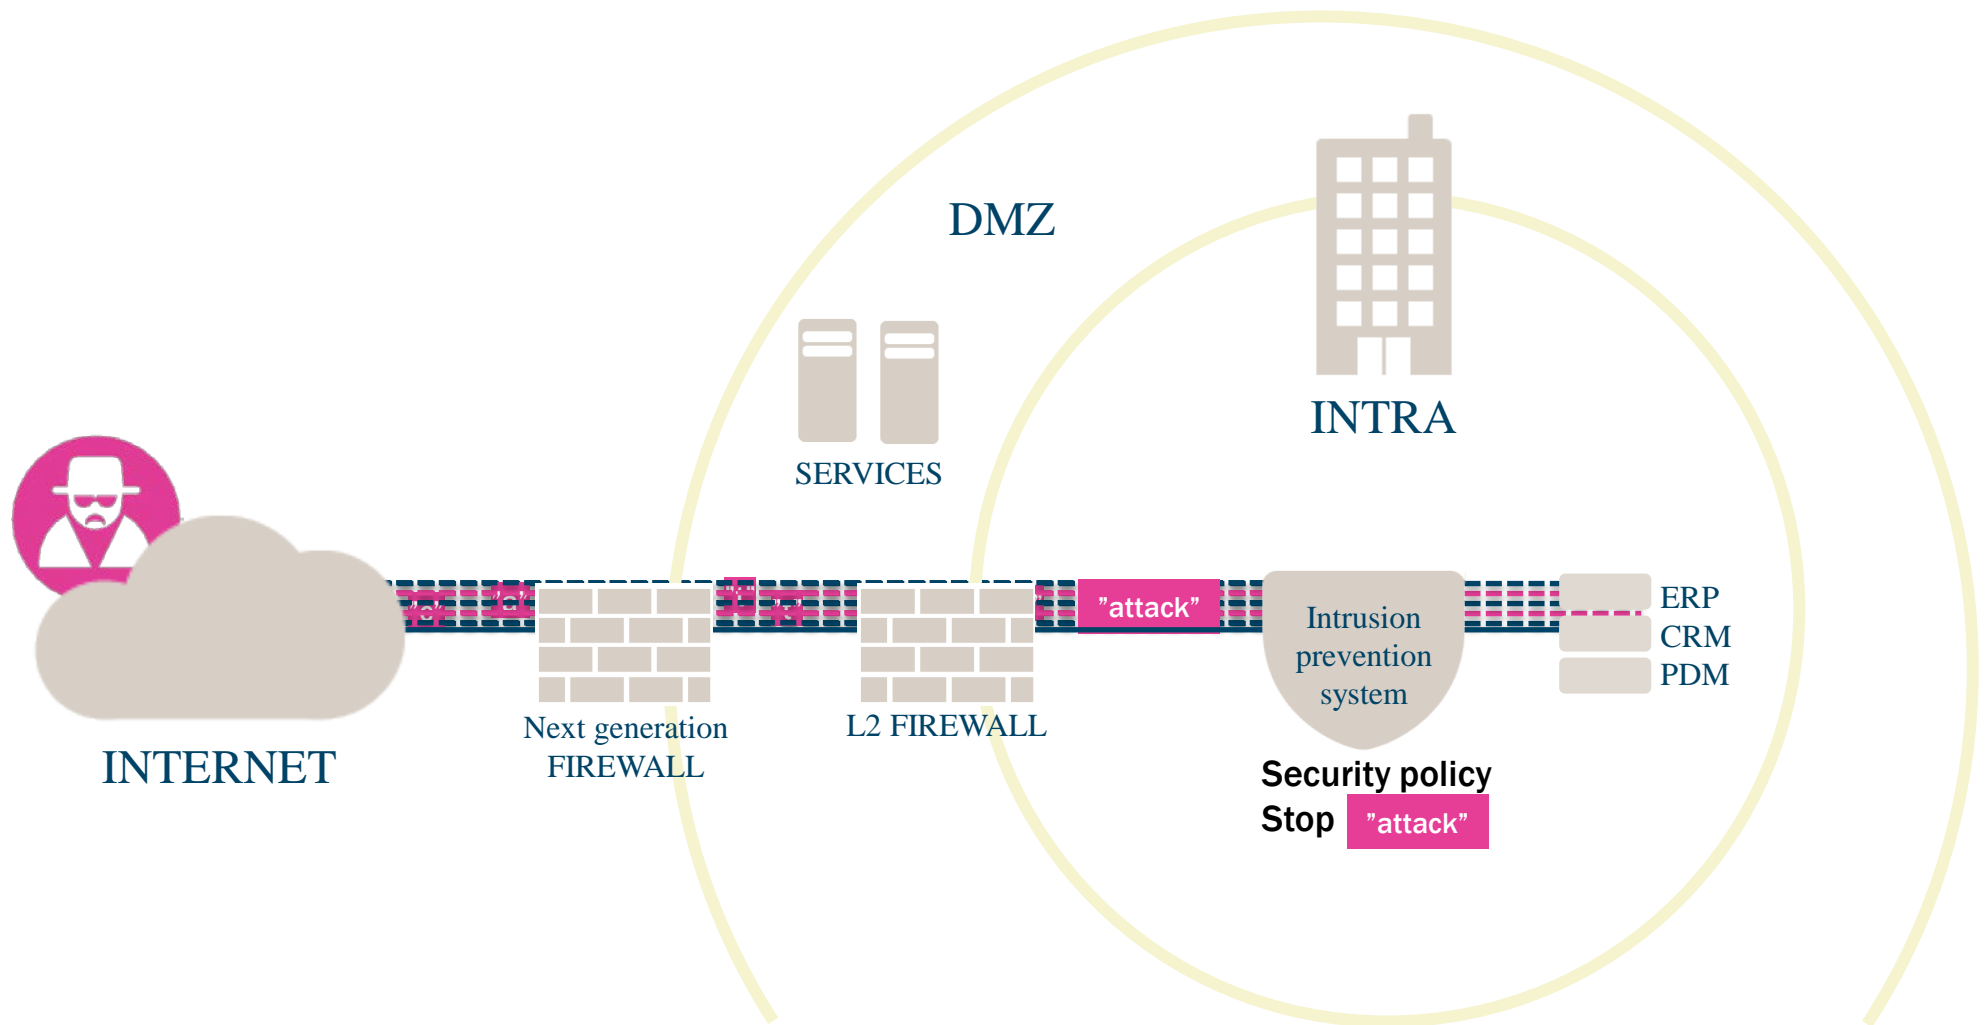 DMZ
INTRA
SERVICES
"a"
"attack"
Intrusion
prevention
system
ERP
CRM
PDM
Next generation
FIREWALL
L2 FIREWALL
INTERNET
Security policy
Stop "attack"